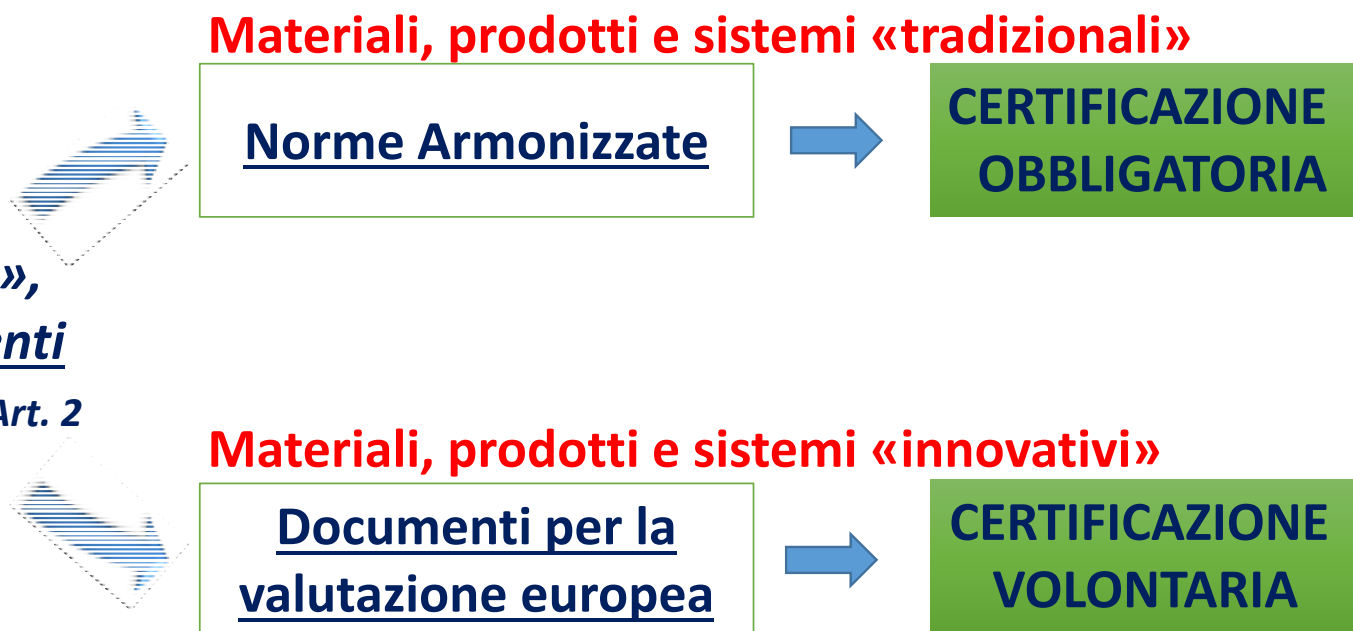 Materiali, prodotti e sistemi «tradizionali»
Norme Armonizzate
CERTIFICAZIONE
OBBLIGATORIA
»,
enti
Art. 2
Materiali, prodotti e sistemi «innovativi»
Documenti per la
valutazione europea
CERTIFICAZIONE
VOLONTARIA